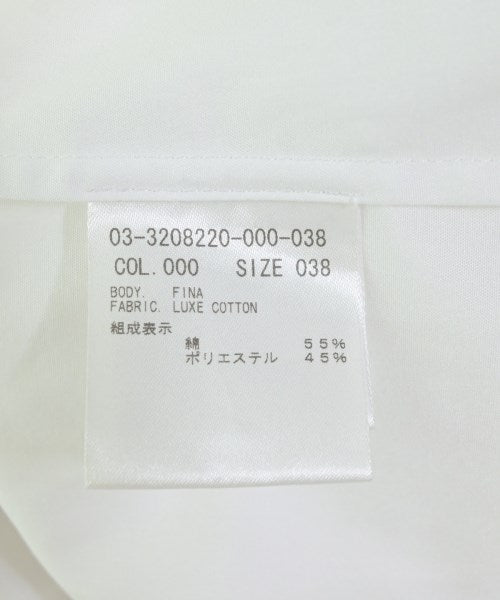 03-3208220-000-038
COL.000 SIZE 038
BODY. FINA
FABRIC. LUXE COTTON
組成表示
綿 55%
ポリエステル 45%